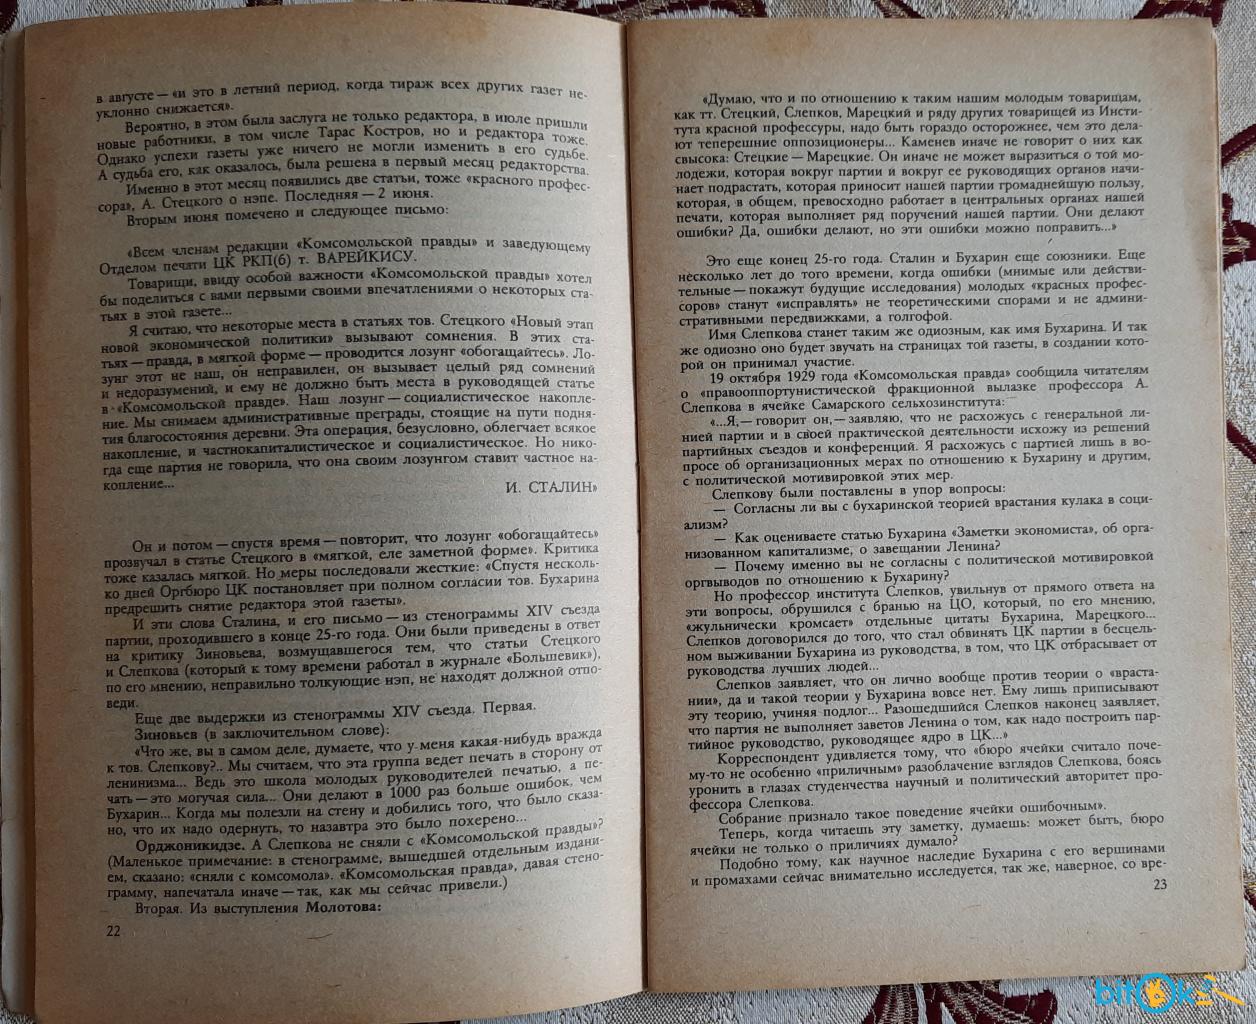 в августе — «и это в летний период, когда тираж всех других газет не-
уклонно снижается».
Вероятно, в этом была заслуга не только редактора, в июле пришли
новые работники, в том числе Тарас Костров, но и редактора тоже.
Однако успехи газеты уже ничего не могли изменить в его судьбе.
А судьба его, как оказалось, была решена в первый месяц редакторства.
Именно в этот месяц появились две статьи, тоже «красного профес-
сора», А. Стецкого о нэпе. Последняя — 2 июня.
Вторым июня помечено и следующее письмо:
«Всем членам редакции «Комсомольской правды» и заведующему
Отделом печати ЦК РКП(б) т. ВАРЕЙКИСУ.
Товарищи, ввиду особой важности «Комсомольской правды» хотел
бы поделиться с вами первыми своими впечатлениями о некоторых ста-
тьях в этой газете...
Я считаю, что некоторые места в статьях тов. Стецкого «Новый этап
новой экономической политики» вызывают сомнения. В этих ста-
тьях — правда, в мягкой форме — проводится лозунг «обогащайтесь». Ло-
зунг этот не наш, он неправилен, он вызывает целый ряд сомнений
и недоразумений, и ему не должно быть места в руководящей статье
в «Комсомольской правде». Наш лозунг — социалистическое накопле-
ние. Мы снимаем административные преграды, стоящие на пути подня-
тия благосостояния деревни. Эта операция, безусловно, облегчает всякое
накопление, и частнокапиталистическое и социалистическое. Но нико-
гда еще партия не говорила, что она своим лозунгом ставит частное на-
копление...
И. СТАЛИН»
Он и потом — спустя время — повторит, что лозунг «обогащайтесь»
прозвучал в статье Стецкого в «мягкой, еле заметной форме». Критика
тоже казалась мягкой. Но меры последовали жесткие: «Спустя несколь-
ко дней Оргбюро ЦК постановляет при полном согласии тов. Бухарина
предрешить снятие редактора этой газеты».
И эти слова Сталина, и его письмо — из стенограммы XIV съезда
партии, проходившего в конце 25-го года. Они были приведены в ответ
на критику Зиновьева, возмущавшегося тем, что статьи Стецкого
и Слепкова (который к тому времени работал в журнале «Большевик»),
по его мнению, неправильно толкующие нэп, не находят должной отпо-
веди.
Еще две выдержки из стенограммы XIV съезда. Первая.
Зиновьев (в заключительном слове):
«Что же, вы в самом деле, думаете, что у меня какая-нибудь вражда
к тов. Слепкову?.. Мы считаем, что эта группа ведет печать в сторону от
ленинизма... Ведь это школа молодых руководителей печатью, а пе-
чать — это могучая сила... Они делают в 1000 раз больше ошибок, чем
Бухарин... Когда мы полезли на стену и добились того, что было сказа-
но, что их надо одернуть, то назавтра это было похерено...
Орджоникидзе. А Слепкова не сняли с «Комсомольской правды»?
(Маленькое примечание: в стенограмме, вышедшей отдельным издани-
ем, сказано: «сняли с комсомола». «Комсомольская правда», давая стено-
грамму, напечатала иначе — так, как мы сейчас привели.)
Вторая. Из выступления Молотова:
22
«Думаю, что и по отношению к таким нашим молодым товарищам,
как тт. Стецкий, Слепков, Марецкий и ряду других товарищей из Инсти-
тута красной профессуры, надо быть гораздо осторожнее, чем это дела-
ют теперешние оппозиционеры... Каменев иначе не говорит о них как
свысока: Стецкие — Марецкие. Он иначе не может выразиться о той мо-
лодежи, которая вокруг партии и вокруг ее руководящих органов начи-
нает подрастать, которая приносит нашей партии громаднейшую пользу,
которая, в общем, превосходно работает в центральных органах нашей
печати, которая выполняет ряд поручений нашей партии. Они делают
ошибки? Да, ошибки делают, но эти ошибки можно поправить...»
Это еще конец 25-го года. Сталин и Бухарин еще союзники. Еще
несколько лет до того времени, когда ошибки (мнимые или действи-
тельные — покажут будущие исследования) молодых «красных профес-
соров» станут «исправлять» не теоретическими спорами и не админи-
стративными передвижками, а голгофой.
Имя Слепкова станет таким же одиозным, как имя Бухарина. И так
же одиозно оно будет звучать на страницах той газеты, в создании кото-
рой он принимал участие.
19 октября 1929 года «Комсомольская правда» сообщила читателям
о «правооппортунистической фракционной вылазке профессора А.
Слепкова в ячейке Самарского сельхозинститута:
«...Я, — говорит он, — заявляю, что не расхожусь с генеральной ли-
нией партии и в своей практической деятельности исхожу из решений
партийных съездов и конференций. Я расхожусь с партией лишь в во-
просе об организационных мерах по отношению к Бухарину и другим,
с политической мотивировкой этих мер.
Слепкову были поставлены в упор вопросы:
— Согласны ли вы с бухаринской теорией врастания кулака в соци-
ализм?
— Как оцениваете статью Бухарина «Заметки экономиста», об орга-
низованном капитализме, о завещании Ленина?
— Почему именно вы не согласны с политической мотивировкой
оргвыводов по отношению к Бухарину?
Но профессор института Слепков, увильнув от прямого ответа на
эти вопросы, обрушился с бранью на ЦО, который, по его мнению,
«жульнически кромсает» отдельные цитаты Бухарина, Марецкого...
Слепков договорился до того, что стал обвинять ЦК партии в бесцель-
ном выживании Бухарина из руководства, в том, что ЦК отбрасывает от
руководства лучших людей...
Слепков заявляет, что он лично вообще против теории о «враста-
нии», да и такой теории у Бухарина вовсе нет. Ему лишь приписывают
эту теорию, учиняя подлог... Разошедшийся Слепков наконец заявляет,
что партия не выполняет заветов Ленина о том, как надо построить пар-
тийное руководство, руководящее ядро в ЦК...»
Корреспондент удивляется тому, что «бюро ячейки считало поче-
му-то не особенно «приличным» разоблачение взглядов Слепкова, боясь
уронить в глазах студенчества научный и политический авторитет про-
фессора Слепкова.
Собрание признало такое поведение ячейки ошибочным».
Теперь, когда читаешь эту заметку, думаешь: может быть, бюро
ячейки не только о приличиях думало?
Подобно тому, как научное наследие Бухарина с его вершинами
и промахами сейчас внимательно исследуется, так же, наверное, со вре-
23
bitOk